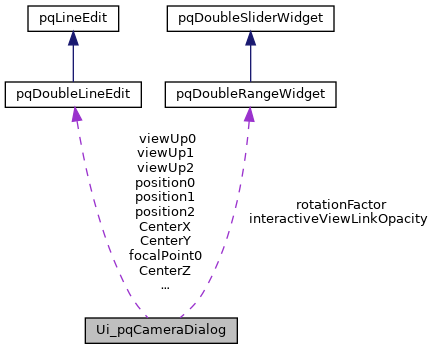 pqLineEdit
pqDoubleSliderWidget
pqDoubleLineEdit
pqDoubleRangeWidget
viewUp0
viewUp1
viewUp2
position0
position1
position2
CenterX
CenterY
focalPoint0
CenterZ
...
rotationFactor
interactiveViewLinkOpacity
Ui_pqCameraDialog